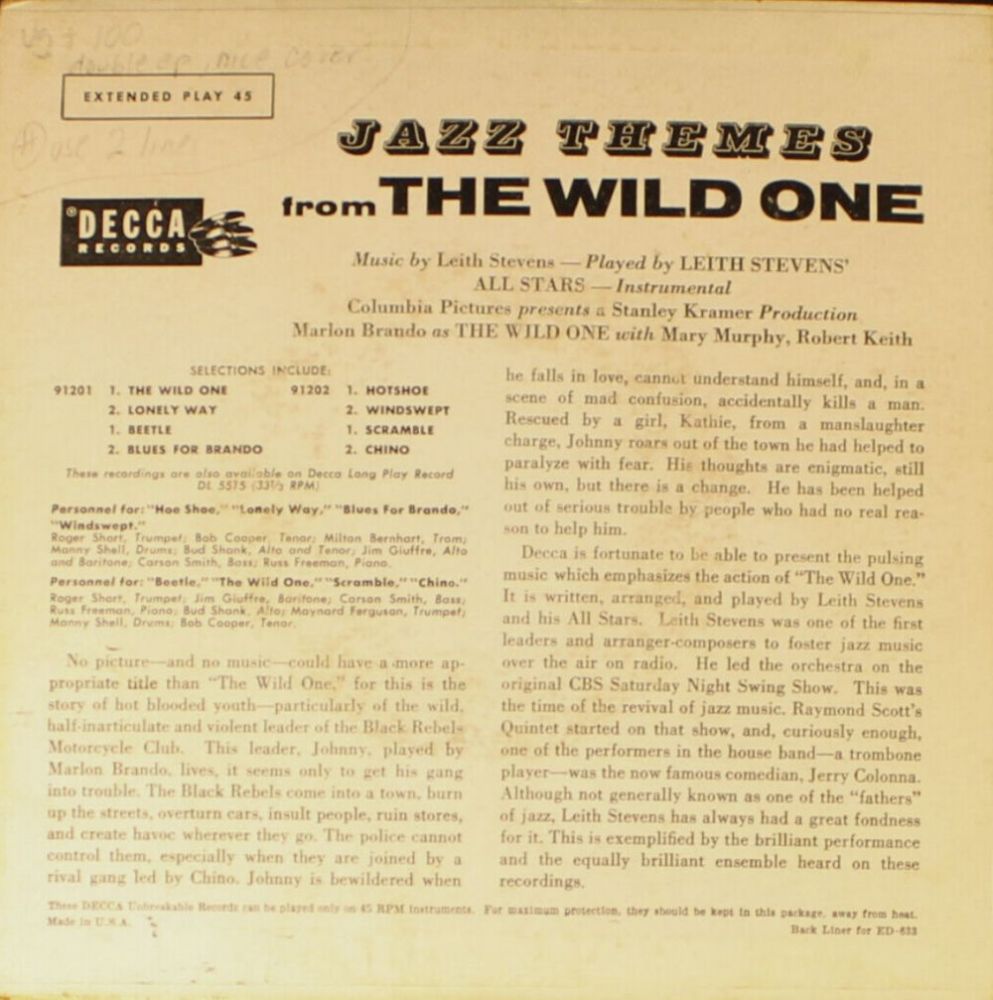 US $ 100
double ep, nice cover
EXTENDED PLAY 45
use 2 line
JAZZ THEMES
from THE WILD ONE
® DECCA
RECORDS
Music by Leith Stevens — Played by LEITH STEVENS'
ALL STARS — Instrumental
Columbia Pictures presents a Stanley Kramer Production
Marlon Brando as THE WILD ONE with Mary Murphy, Robert Keith
SELECTIONS INCLUDE:
91201 1. THE WILD ONE
2. LONELY WAY
1. BEETLE
2. BLUES FOR BRANDO
91202 1. HOTSHOE
2. WINDSWEPT
1. SCRAMBLE
2. CHINO
These recordings are also available on Decca Long Play Record
DL 5515 (33⅓ RPM)
Personnel for: "Hoe Shoe," "Lonely Way," "Blues For Brando,"
"Windswept."
Roger Short, Trumpet; Bob Cooper, Tenor; Milton Bernhart, Trom;
Manny Shell, Drums; Bud Shank, Alto and Tenor; Jim Giuffre, Alto
and Baritone; Carson Smith, Bass; Russ Freeman, Piano.
Personnel for: "Beetle," "The Wild One," "Scramble," "Chino."
Roger Short, Trumpet; Jim Giuffre, Baritone; Carson Smith, Bass;
Russ Freeman, Piano; Bud Shank, Alto; Maynard Ferguson, Trumpet;
Manny Shell, Drums; Bob Cooper, Tenor.
No picture—and no music—could have a more ap-
propriate title than "The Wild One," for this is the
story of hot blooded youth—particularly of the wild,
half-inarticulate and violent leader of the Black Rebels
Motorcycle Club. This leader, Johnny, played by
Marlon Brando, lives, it seems only to get his gang
into trouble. The Black Rebels come into a town, burn
up the streets, overturn cars, insult people, ruin stores,
and create havoc wherever they go. The police cannot
control them, especially when they are joined by a
rival gang led by Chino. Johnny is bewildered when
he falls in love, cannot understand himself, and, in a
scene of mad confusion, accidentally kills a man.
Rescued by a girl, Kathie, from a manslaughter
charge, Johnny roars out of the town he had helped to
paralyze with fear. His thoughts are enigmatic, still
his own, but there is a change. He has been helped
out of serious trouble by people who had no real rea-
son to help him.
Decca is fortunate to be able to present the pulsing
music which emphasizes the action of "The Wild One."
It is written, arranged, and played by Leith Stevens
and his All Stars. Leith Stevens was one of the first
leaders and arranger-composers to foster jazz music
over the air on radio. He led the orchestra on the
original CBS Saturday Night Swing Show. This was
the time of the revival of jazz music. Raymond Scott's
Quintet started on that show, and, curiously enough,
one of the performers in the house band—a trombone
player—was the now famous comedian, Jerry Colonna.
Although not generally known as one of the "fathers"
of jazz, Leith Stevens has always had a great fondness
for it. This is exemplified by the brilliant performance
and the equally brilliant ensemble heard on these
recordings.
These DECCA Unbreakable Records can be played only on 45 RPM instruments. For maximum protection, they should be kept in this package, away from heat.
Made in U.S.A.
Back Liner for ED-633